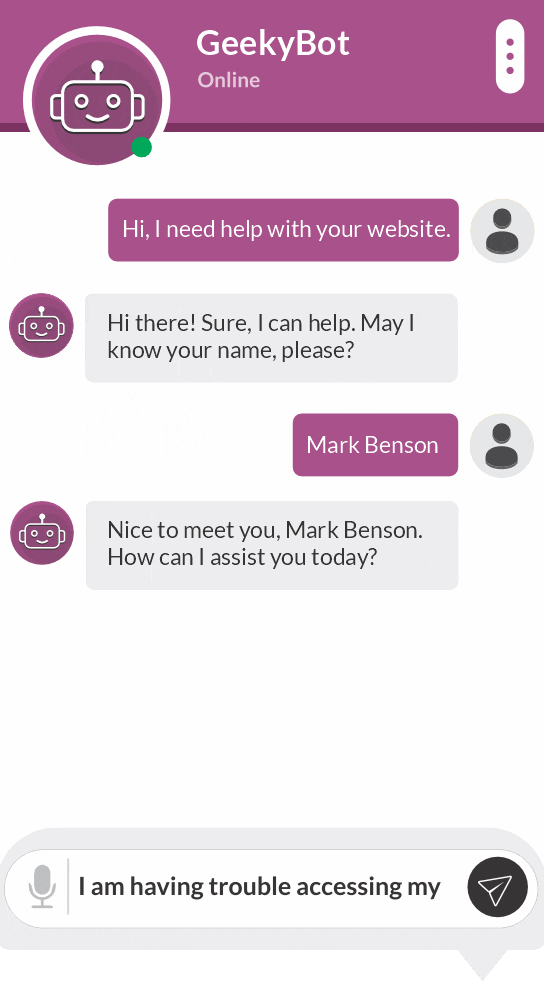 GeekyBot
Online
Hi, I need help with your website.
Hi there! Sure, I can help. May I
know your name, please?
Mark Benson
Nice to meet you, Mark Benson.
How can I assist you today?
I am having trouble accessing my